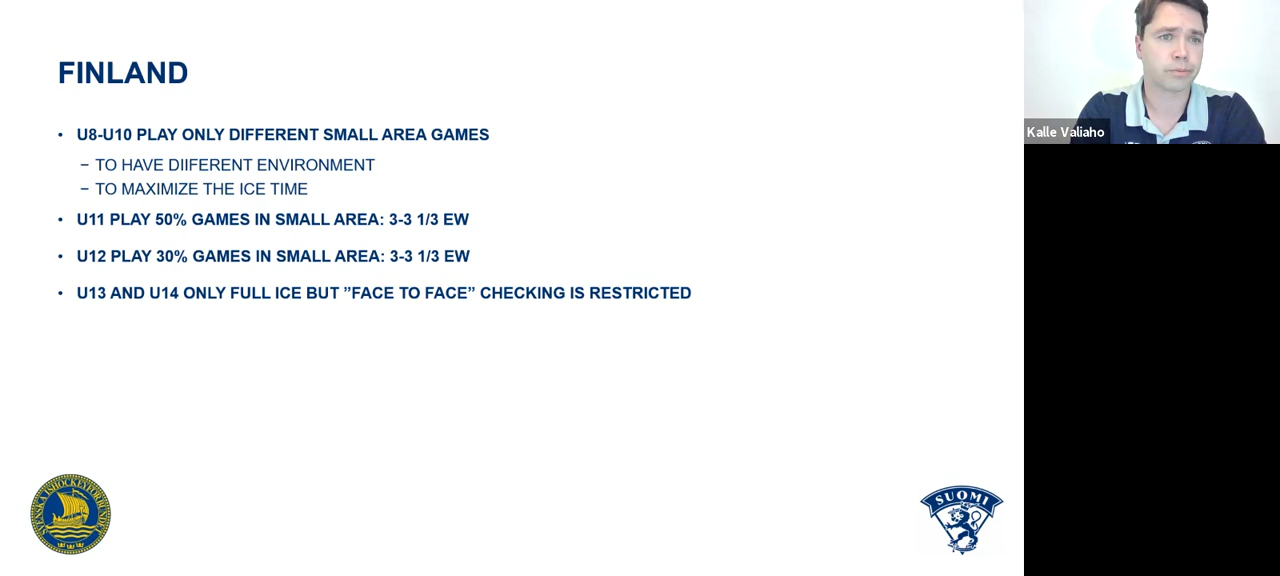 FINLAND
Kalle Valiaho
• U8-U10 PLAY ONLY DIFFERENT SMALL AREA GAMES
− TO HAVE DIIFERENT ENVIRONMENT
− TO MAXIMIZE THE ICE TIME
• U11 PLAY 50% GAMES IN SMALL AREA: 3-3 1/3 EW
• U12 PLAY 30% GAMES IN SMALL AREA: 3-3 1/3 EW
• U13 AND U14 ONLY FULL ICE BUT ”FACE TO FACE” CHECKING IS RESTRICTED
SVENSKA ISHOCKEYFÖRBUNDET
SUOMI